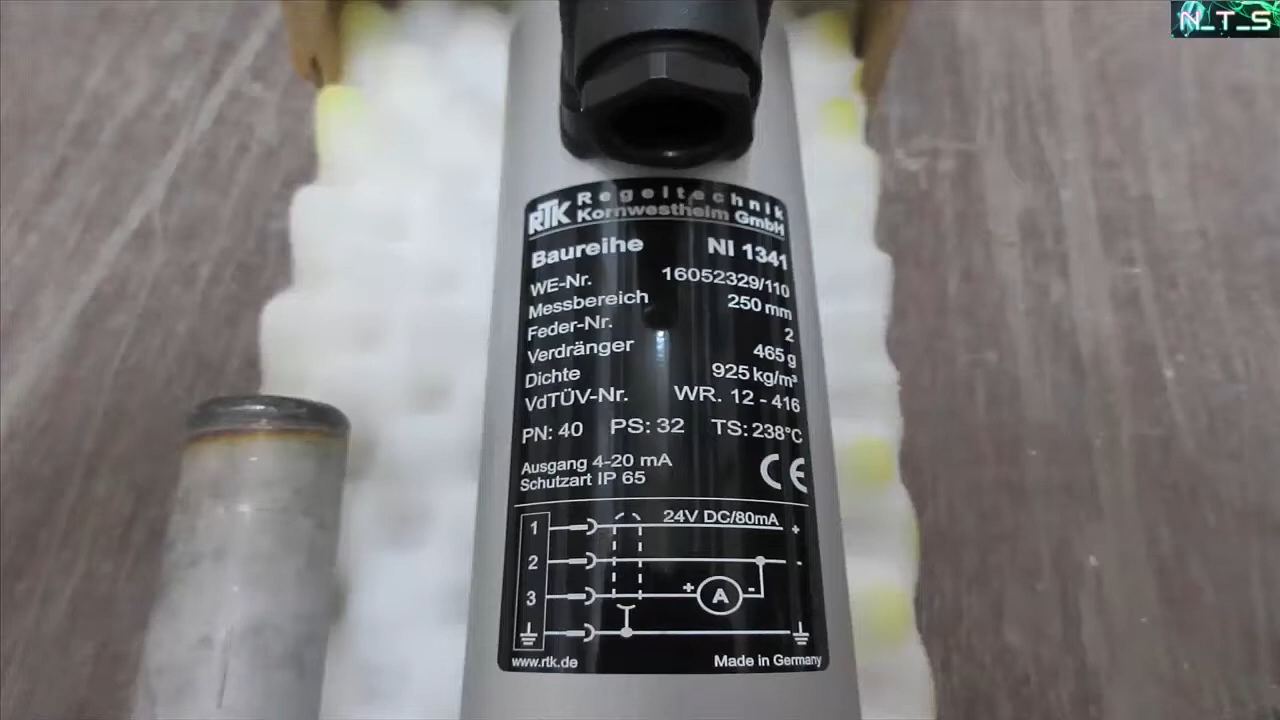 N_T_S
RTK Regeltechnik
Kornwestheim GmbH
Baureihe NI 1341
WE-Nr. 16052329/110
Messbereich 250 mm
Feder-Nr. 2
Verdränger 465 g
Dichte 925 kg/m³
VdTÜV-Nr. WR. 12 - 416
PN: 40 PS: 32 TS: 238°C
Ausgang 4-20 mA
Schutzart IP 65
CE
1 24V DC/80mA +
2 -
3 + A -
www.rtk.de Made in Germany